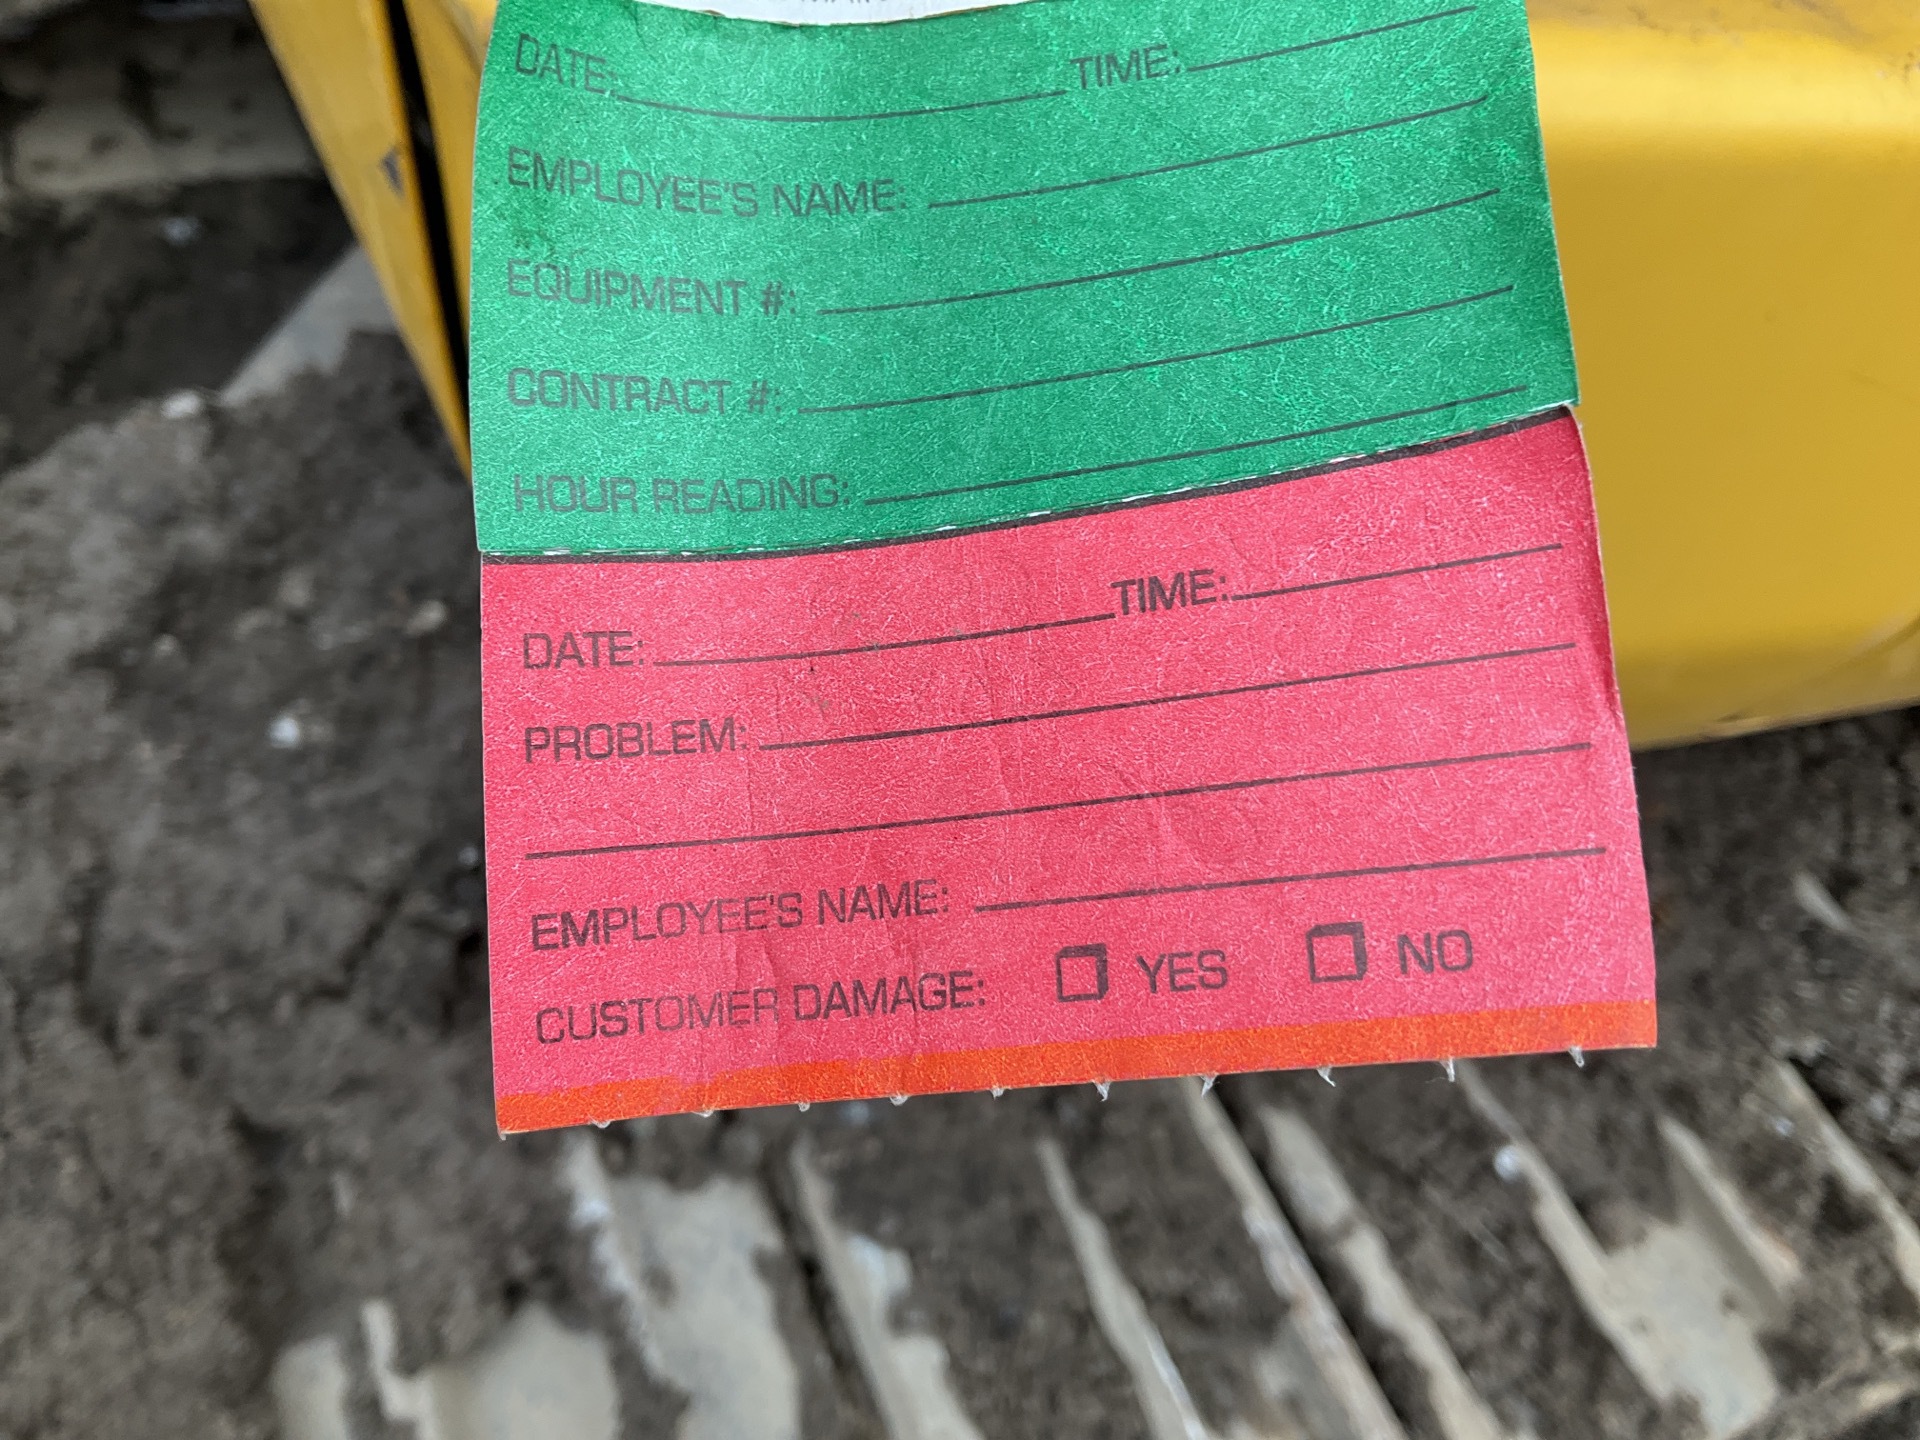 DATE: TIME:
EMPLOYEE'S NAME:
EQUIPMENT #:
CONTRACT #:
HOUR READING:
DATE: TIME:
PROBLEM:
EMPLOYEE'S NAME:
CUSTOMER DAMAGE: YES NO